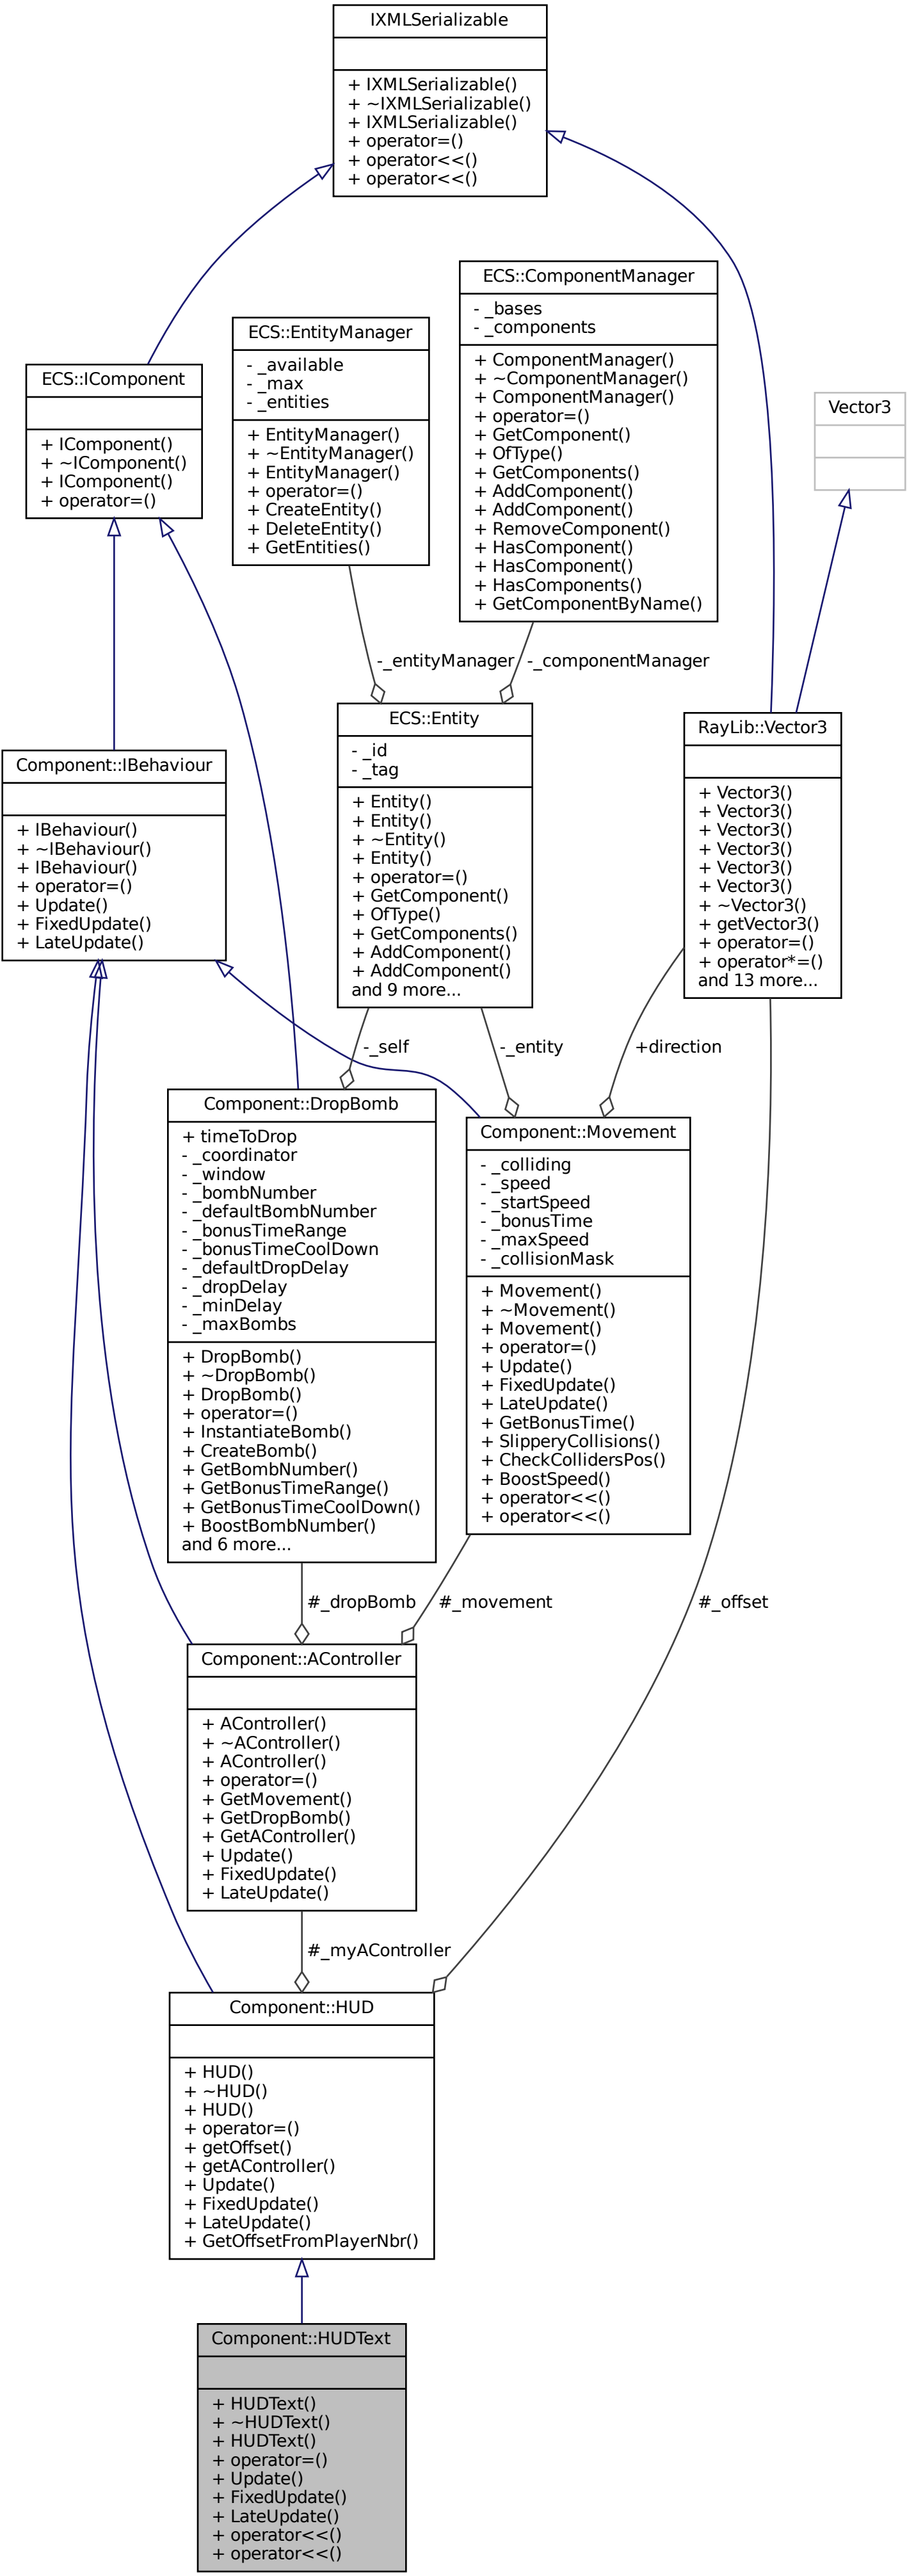 IXMLSerializable
+ IXMLSerializable()
+ ~IXMLSerializable()
+ IXMLSerializable()
+ operator=()
+ operator<<()
+ operator<<()
ECS::ComponentManager
- _bases
- _components
+ ComponentManager()
+ ~ComponentManager()
+ ComponentManager()
+ operator=()
+ GetComponent()
+ OfType()
+ GetComponents()
+ AddComponent()
+ AddComponent()
+ RemoveComponent()
+ HasComponent()
+ HasComponent()
+ HasComponents()
+ GetComponentByName()
ECS::EntityManager
- _available
- _max
- _entities
+ EntityManager()
+ ~EntityManager()
+ EntityManager()
+ operator=()
+ CreateEntity()
+ DeleteEntity()
+ GetEntities()
ECS::IComponent
+ IComponent()
+ ~IComponent()
+ IComponent()
+ operator=()
Vector3
-_entityManager
-_componentManager
ECS::Entity
- _id
- _tag
+ Entity()
+ Entity()
+ ~Entity()
+ Entity()
+ operator=()
+ GetComponent()
+ OfType()
+ GetComponents()
+ AddComponent()
+ AddComponent()
and 9 more...
RayLib::Vector3
+ Vector3()
+ Vector3()
+ Vector3()
+ Vector3()
+ Vector3()
+ Vector3()
+ ~Vector3()
+ getVector3()
+ operator=()
+ operator*=()
and 13 more...
Component::IBehaviour
+ IBehaviour()
+ ~IBehaviour()
+ IBehaviour()
+ operator=()
+ Update()
+ FixedUpdate()
+ LateUpdate()
-_self
-_entity
+direction
Component::DropBomb
+ timeToDrop
- _coordinator
- _window
- _bombNumber
- _defaultBombNumber
- _bonusTimeRange
- _bonusTimeCoolDown
- _defaultDropDelay
- _dropDelay
- _minDelay
- _maxBombs
+ DropBomb()
+ ~DropBomb()
+ DropBomb()
+ operator=()
+ InstantiateBomb()
+ CreateBomb()
+ GetBombNumber()
+ GetBonusTimeRange()
+ GetBonusTimeCoolDown()
+ BoostBombNumber()
and 6 more...
Component::Movement
- _colliding
- _speed
- _startSpeed
- _bonusTime
- _maxSpeed
- _collisionMask
+ Movement()
+ ~Movement()
+ Movement()
+ operator=()
+ Update()
+ FixedUpdate()
+ LateUpdate()
+ GetBonusTime()
+ SlipperyCollisions()
+ CheckCollidersPos()
+ BoostSpeed()
+ operator<<()
+ operator<<()
#_dropBomb
#_movement
#_offset
Component::AController
+ AController()
+ ~AController()
+ AController()
+ operator=()
+ GetMovement()
+ GetDropBomb()
+ GetAController()
+ Update()
+ FixedUpdate()
+ LateUpdate()
#_myAController
Component::HUD
+ HUD()
+ ~HUD()
+ HUD()
+ operator=()
+ getOffset()
+ getAController()
+ Update()
+ FixedUpdate()
+ LateUpdate()
+ GetOffsetFromPlayerNbr()
Component::HUDText
+ HUDText()
+ ~HUDText()
+ HUDText()
+ operator=()
+ Update()
+ FixedUpdate()
+ LateUpdate()
+ operator<<()
+ operator<<()